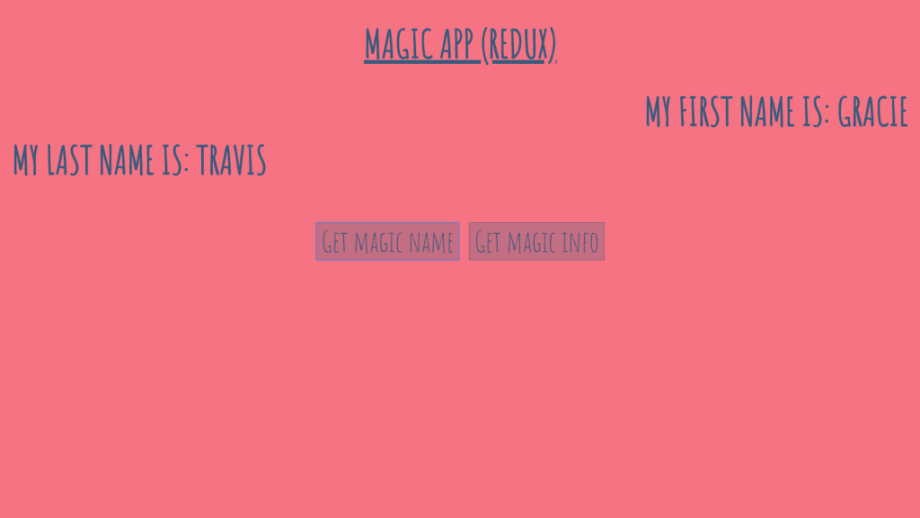 MAGIC APP (REDUX)
MY FIRST NAME IS: GRACIE
MY LAST NAME IS: TRAVIS
Get magic name Get magic info